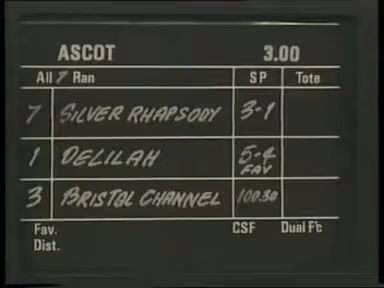 ASCOT 3.00
All 7 Ran SP Tote
7 SILVER RHAPSODY 3-1
1 DELILAH 5-4 FAV
3 BRISTOL CHANNEL 100.30
Fav. CSF Dual F'c
Dist.